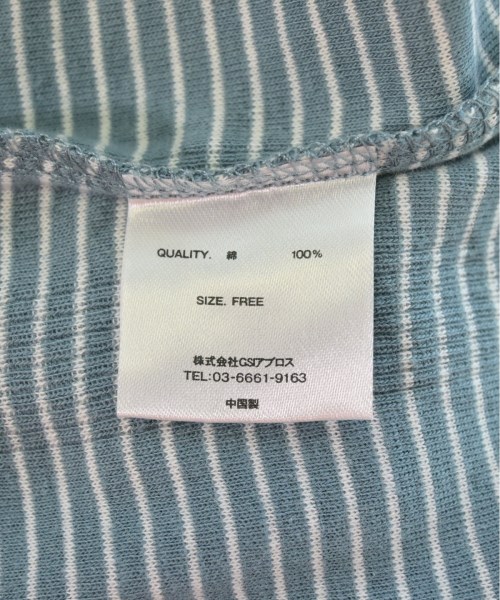 QUALITY. 綿 100%
SIZE. FREE
株式会社GSIアブロス
TEL:03-6661-9163
中国製